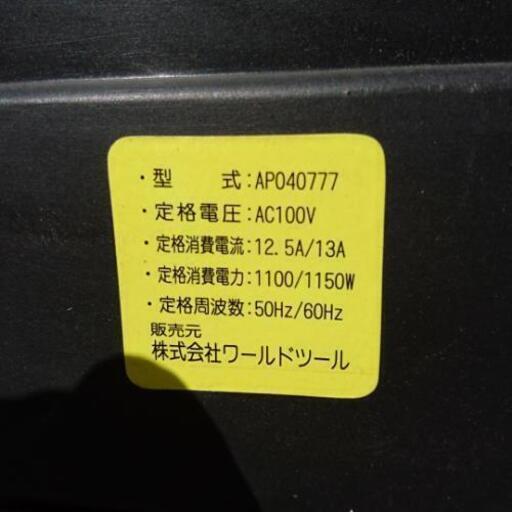 ・型　　式:AP040777
・定格電圧:AC100V
・定格消費電流:12.5A/13A
・定格消費電力:1100/1150W
・定格周波数:50Hz/60Hz
販売元
株式会社ワールドツール